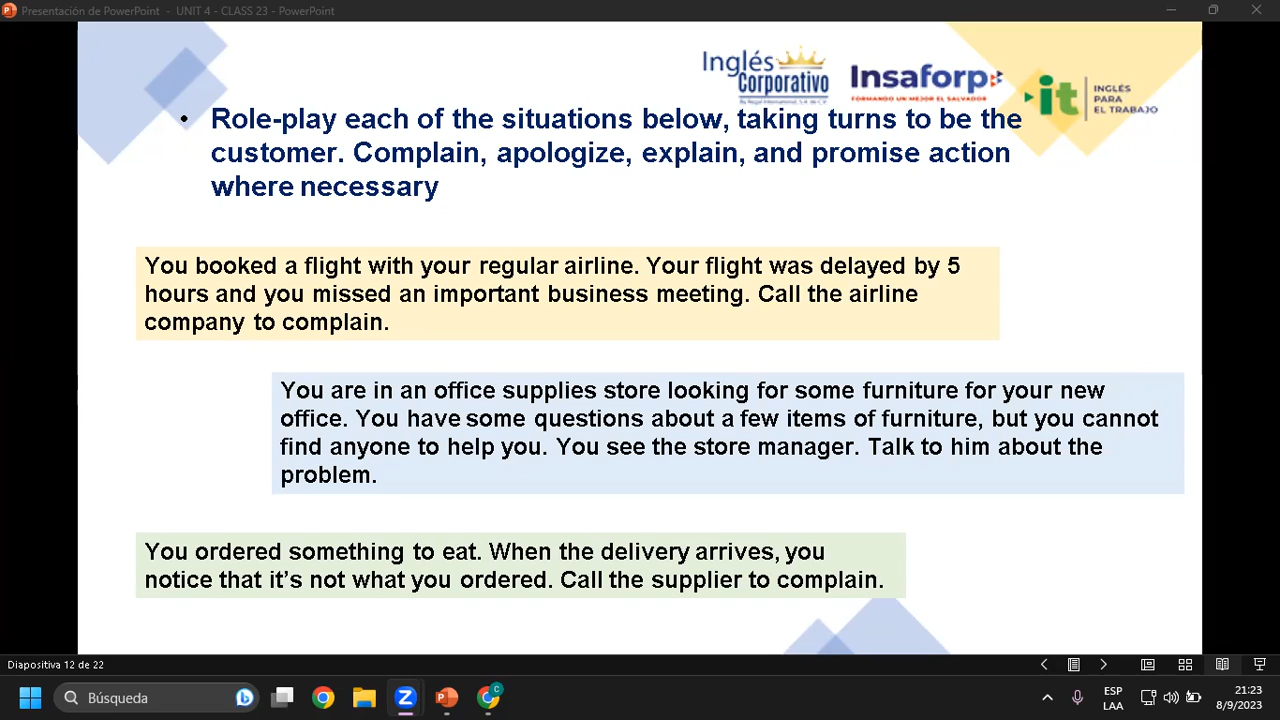 Presentación de PowerPoint - UNIT 4 - CLASS 23 - PowerPoint
Inglés
Corporativo
Insaforp
FORMANDO UN MEJOR EL SALVADOR
it
INGLÉS
PARA
EL TRABAJO
• Role-play each of the situations below, taking turns to be the
customer. Complain, apologize, explain, and promise action
where necessary
You booked a flight with your regular airline. Your flight was delayed by 5
hours and you missed an important business meeting. Call the airline
company to complain.
You are in an office supplies store looking for some furniture for your new
office. You have some questions about a few items of furniture, but you cannot
find anyone to help you. You see the store manager. Talk to him about the
problem.
You ordered something to eat. When the delivery arrives, you
notice that it's not what you ordered. Call the supplier to complain.
Diapositiva 12 de 22
Búsqueda
ESP
LAA
21:23
8/9/2023